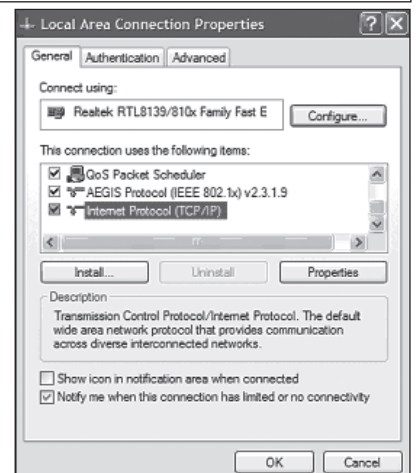 Local Area Connection Properties
General Authentication Advanced
Connect using:
Realtek RTL8139/810x Family Fast E Configure...
This connection uses the following items:
QoS Packet Scheduler
AEGIS Protocol (IEEE 802.1x) v2.3.1.9
Internet Protocol (TCP/IP)
Install... Uninstall Properties
Description
Transmission Control Protocol/Internet Protocol. The default
wide area network protocol that provides communication
across diverse interconnected networks.
Show icon in notification area when connected
Notify me when this connection has limited or no connectivity
OK Cancel